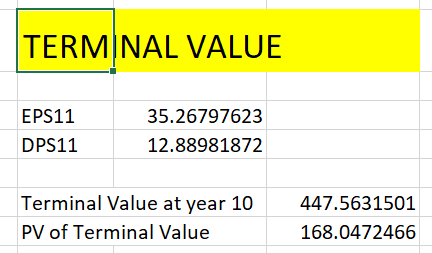 TERMINAL VALUE
EPS11 35.26797623
DPS11 12.88981872
Terminal Value at year 10 447.5631501
PV of Terminal Value 168.0472466